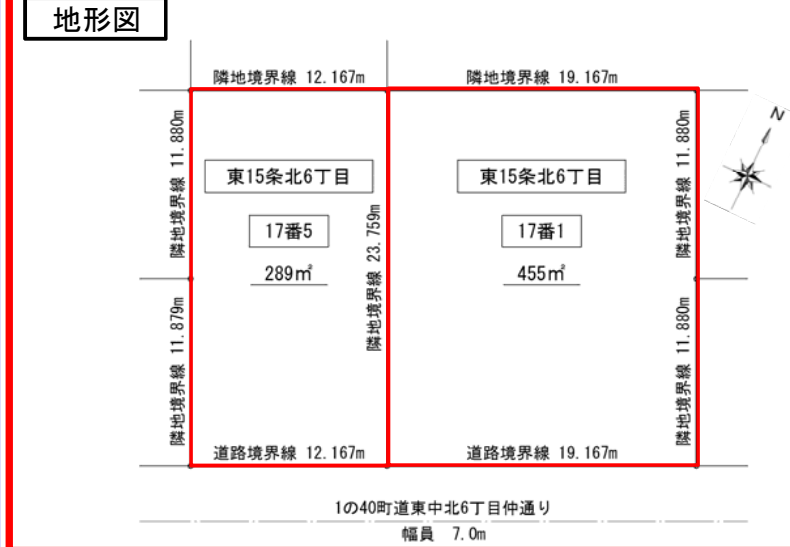 地形図
隣地境界線 12.167m
隣地境界線 19.167m
N
隣地境界線 11.880m
隣地境界線 11.879m
東15条北6丁目
17番5
289㎡
隣地境界線 23.759m
東15条北6丁目
17番1
455㎡
隣地境界線 11.880m
隣地境界線 11.880m
道路境界線 12.167m
道路境界線 19.167m
1の40町道東中北6丁目仲通り
幅員 7.0m